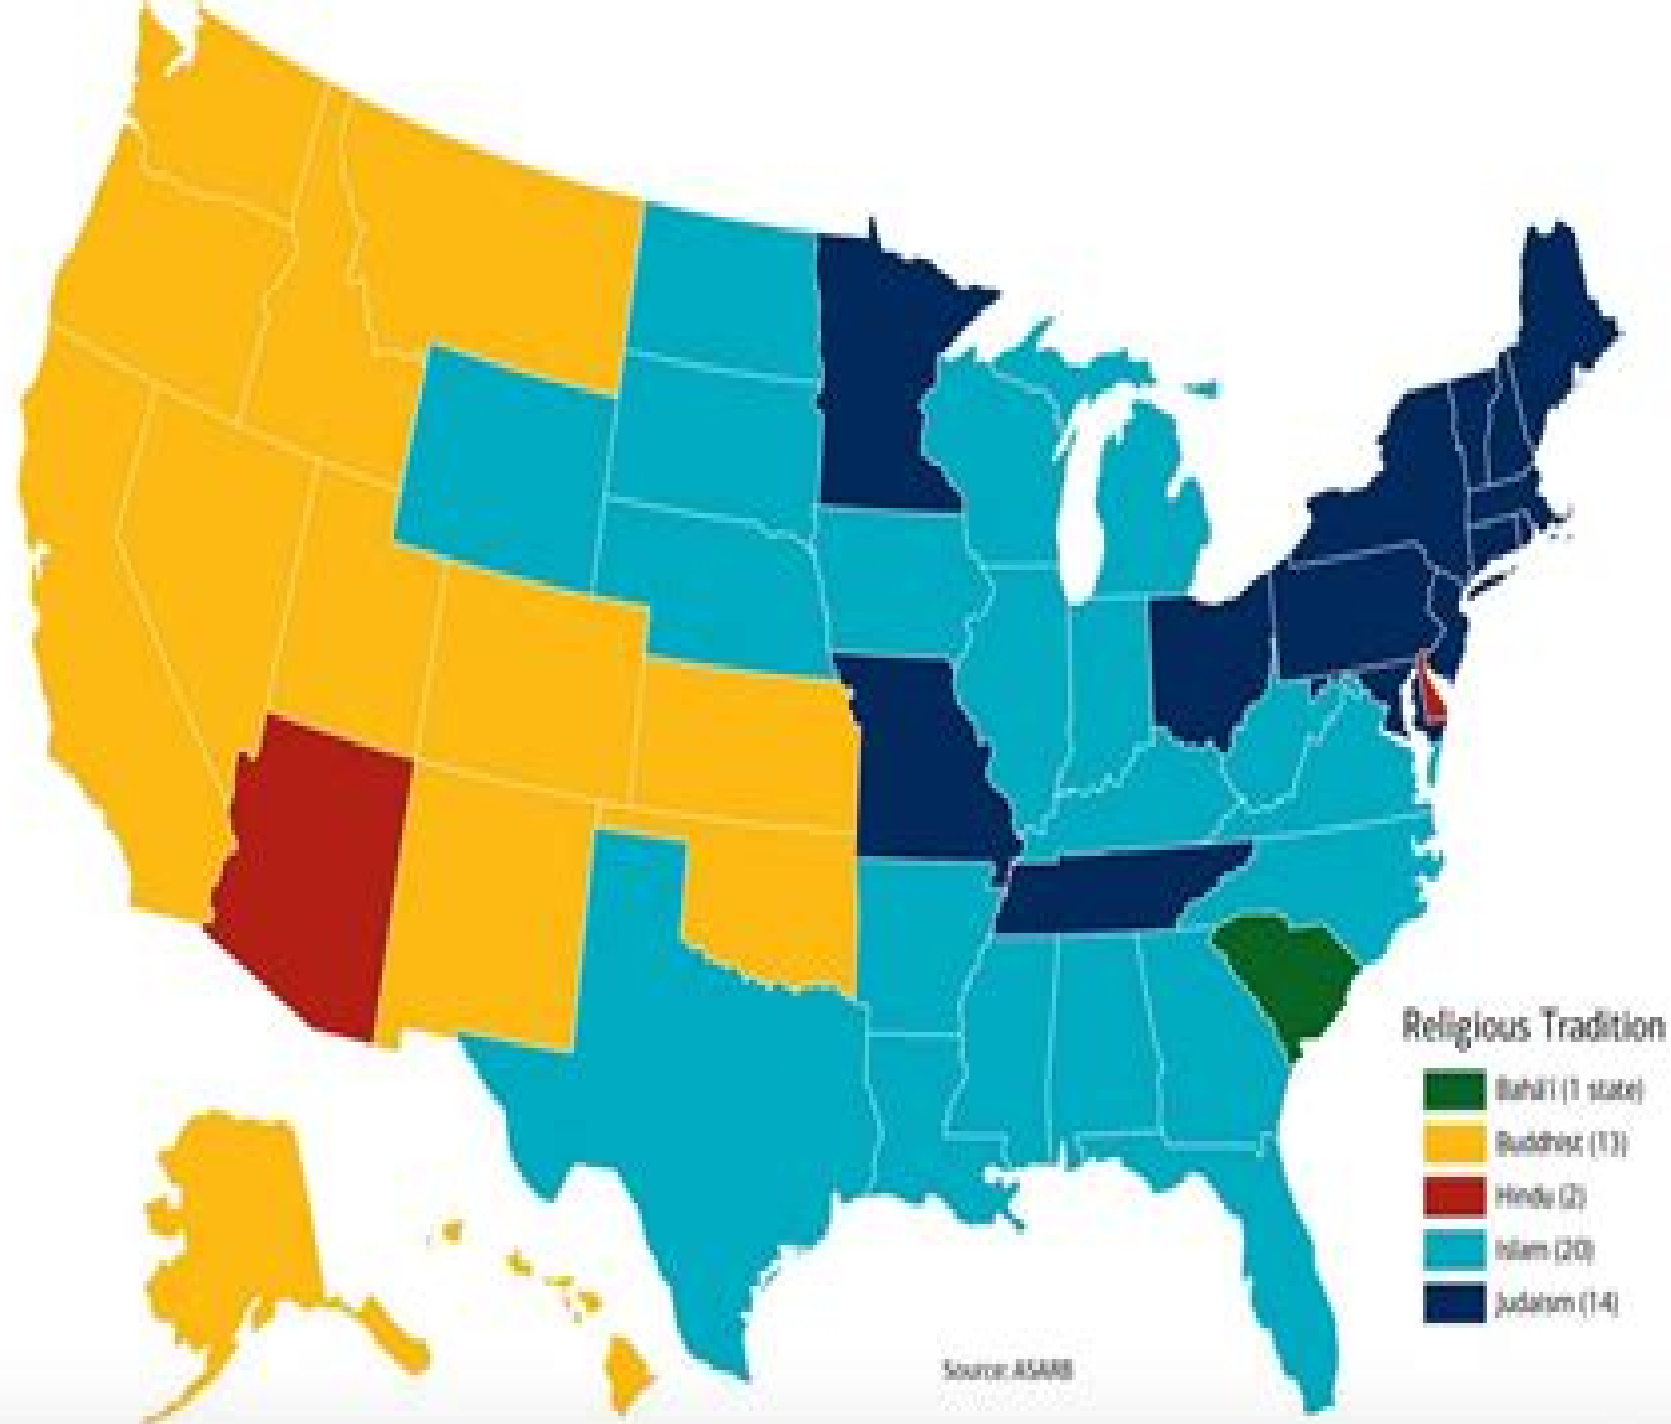 Religious Tradition
Bahá'í (1 state)
Buddhist (13)
Hindu (2)
Islam (20)
Judaism (14)
Source: ASARB